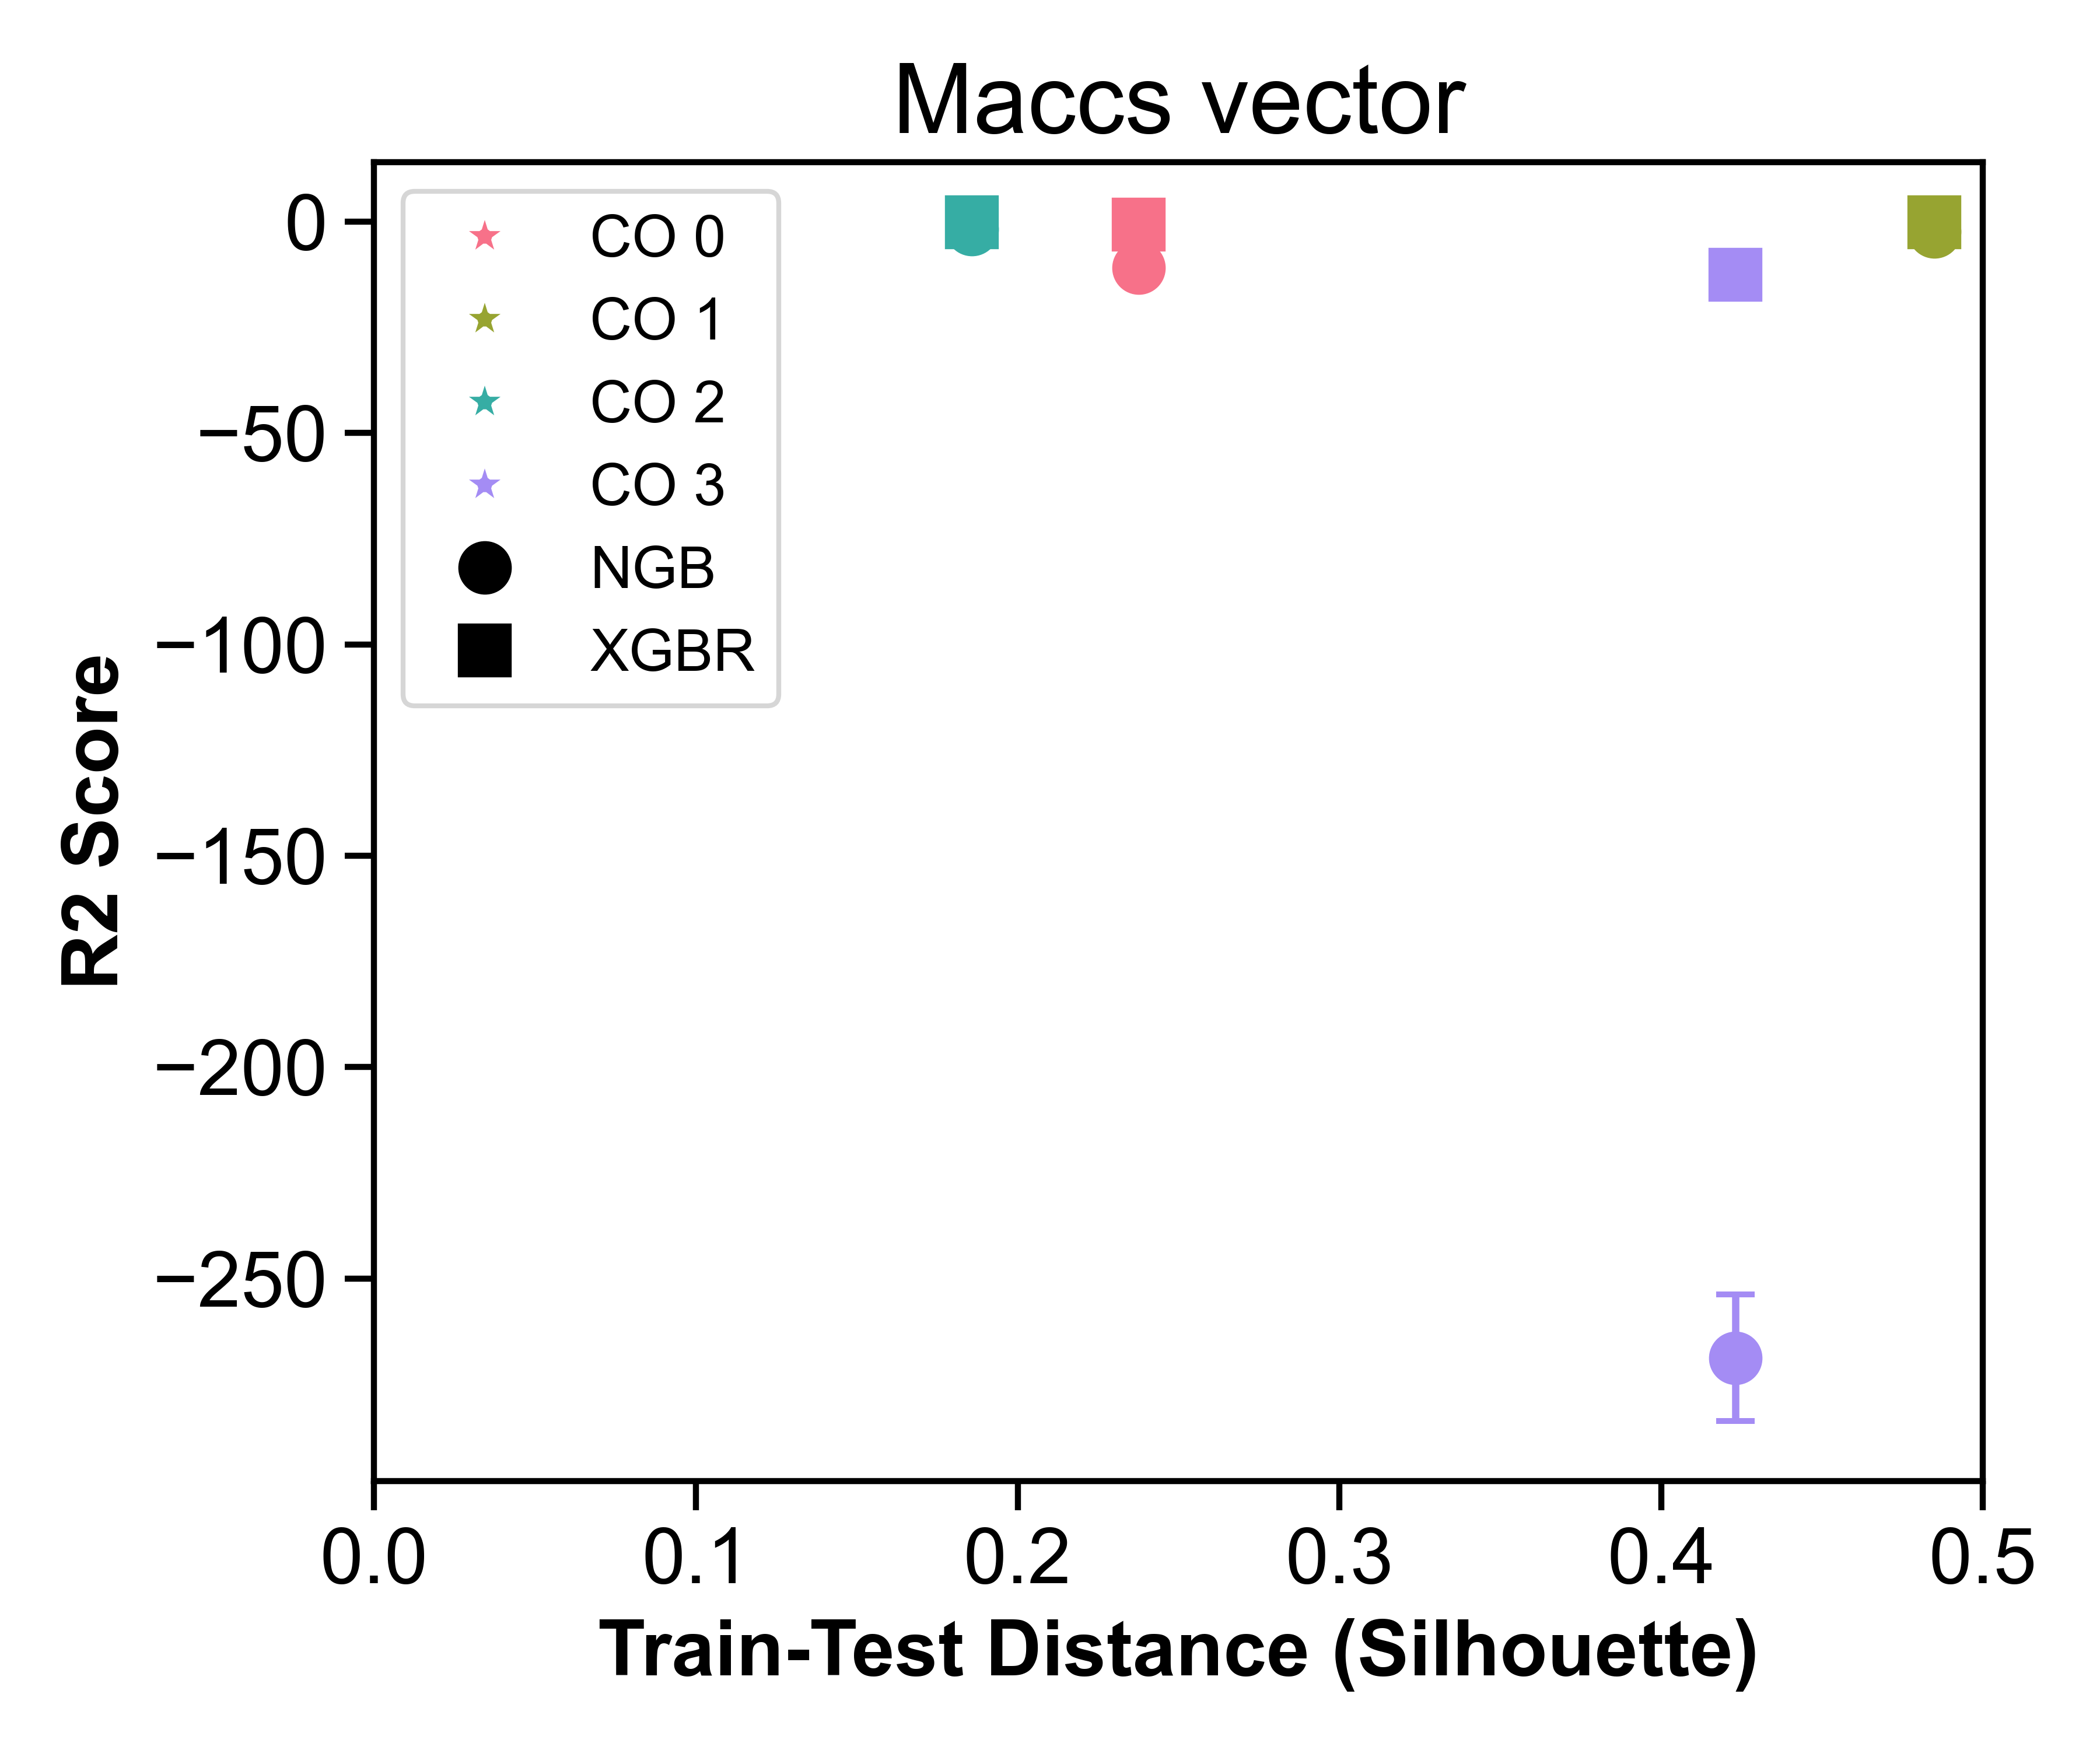 Maccs vector
0
−50
−100
−150
−200
−250
R2 Score
CO 0
CO 1
CO 2
CO 3
NGB
XGBR
0.0 0.1 0.2 0.3 0.4 0.5
Train-Test Distance (Silhouette)